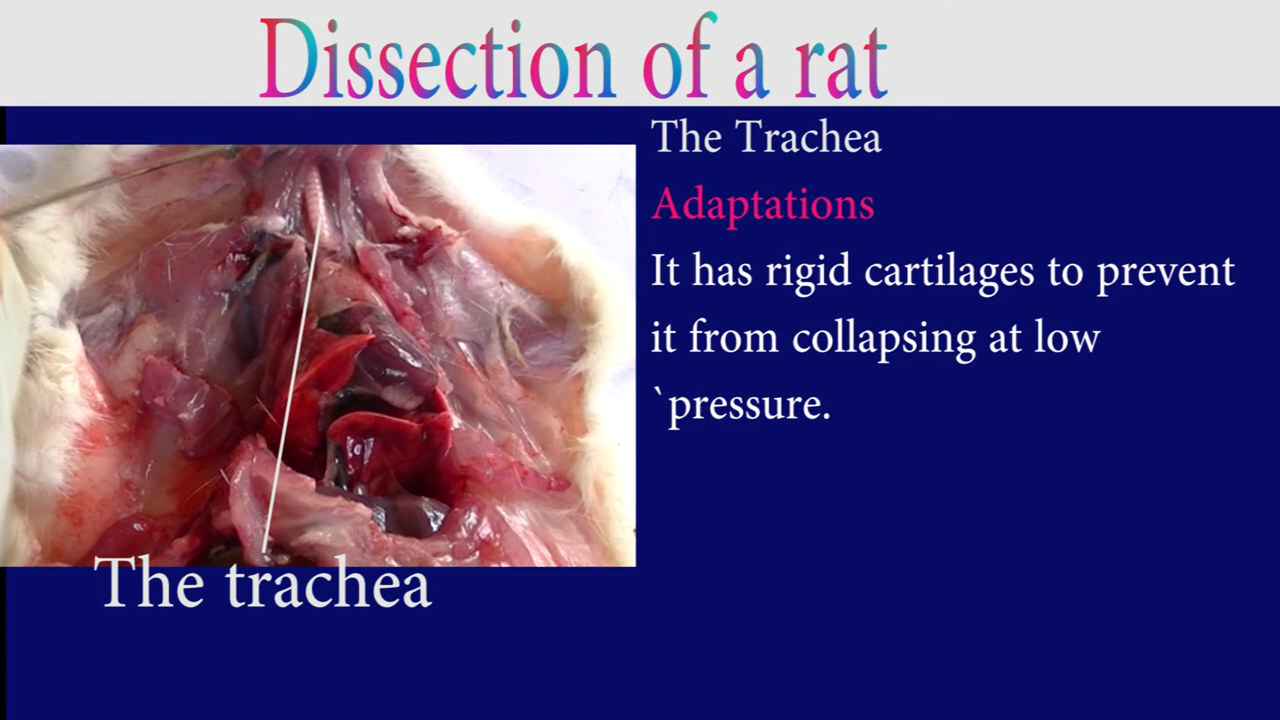 Dissection of a rat
The Trachea
Adaptations
It has rigid cartilages to prevent
it from collapsing at low
`pressure.
The trachea